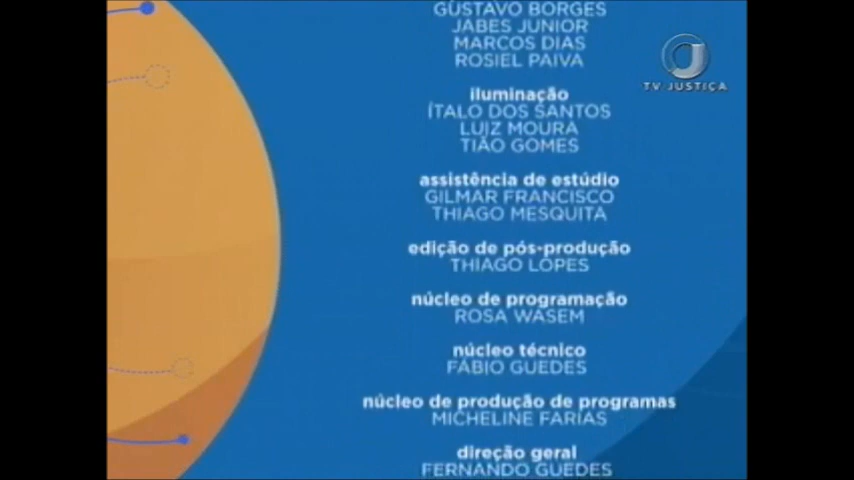 GUSTAVO BORGES
JABES JUNIOR
MARCOS DIAS
ROSIEL PAIVA
TV JUSTIÇA
iluminação
ÍTALO DOS SANTOS
LUIZ MOURA
TIÃO GOMES
assistência de estúdio
GILMAR FRANCISCO
THIAGO MESQUITA
edição de pós-produção
THIAGO LOPES
núcleo de programação
ROSA WASEM
núcleo técnico
FÁBIO GUEDES
núcleo de produção de programas
MICHELINE FARIAS
direção geral
FERNANDO GUEDES